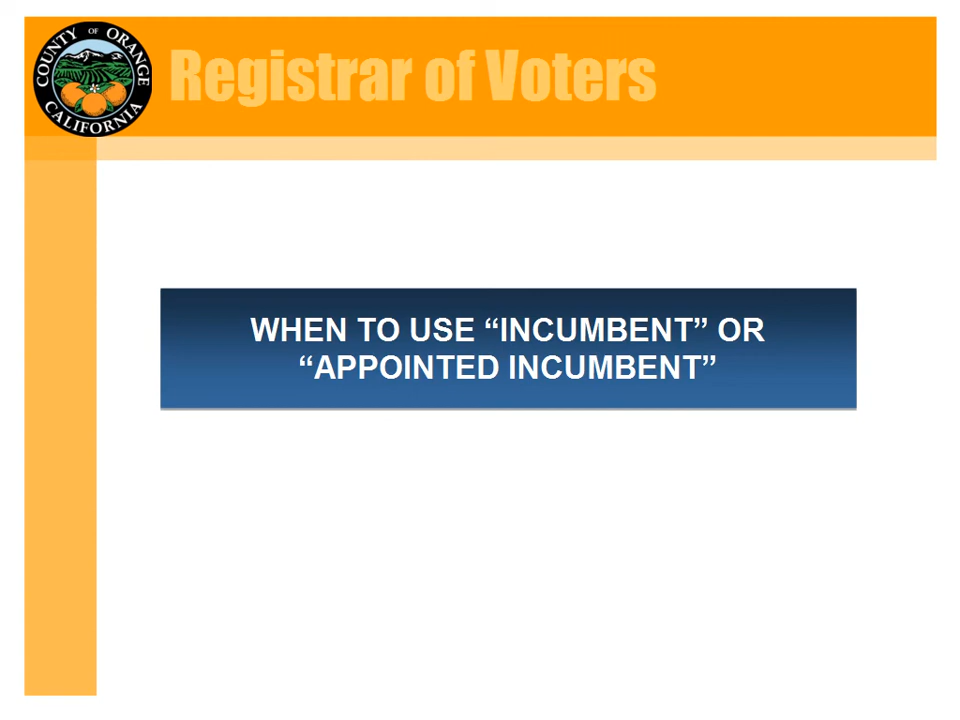 COUNTY OF ORANGE
CALIFORNIA
Registrar of Voters
WHEN TO USE “INCUMBENT” OR
“APPOINTED INCUMBENT”